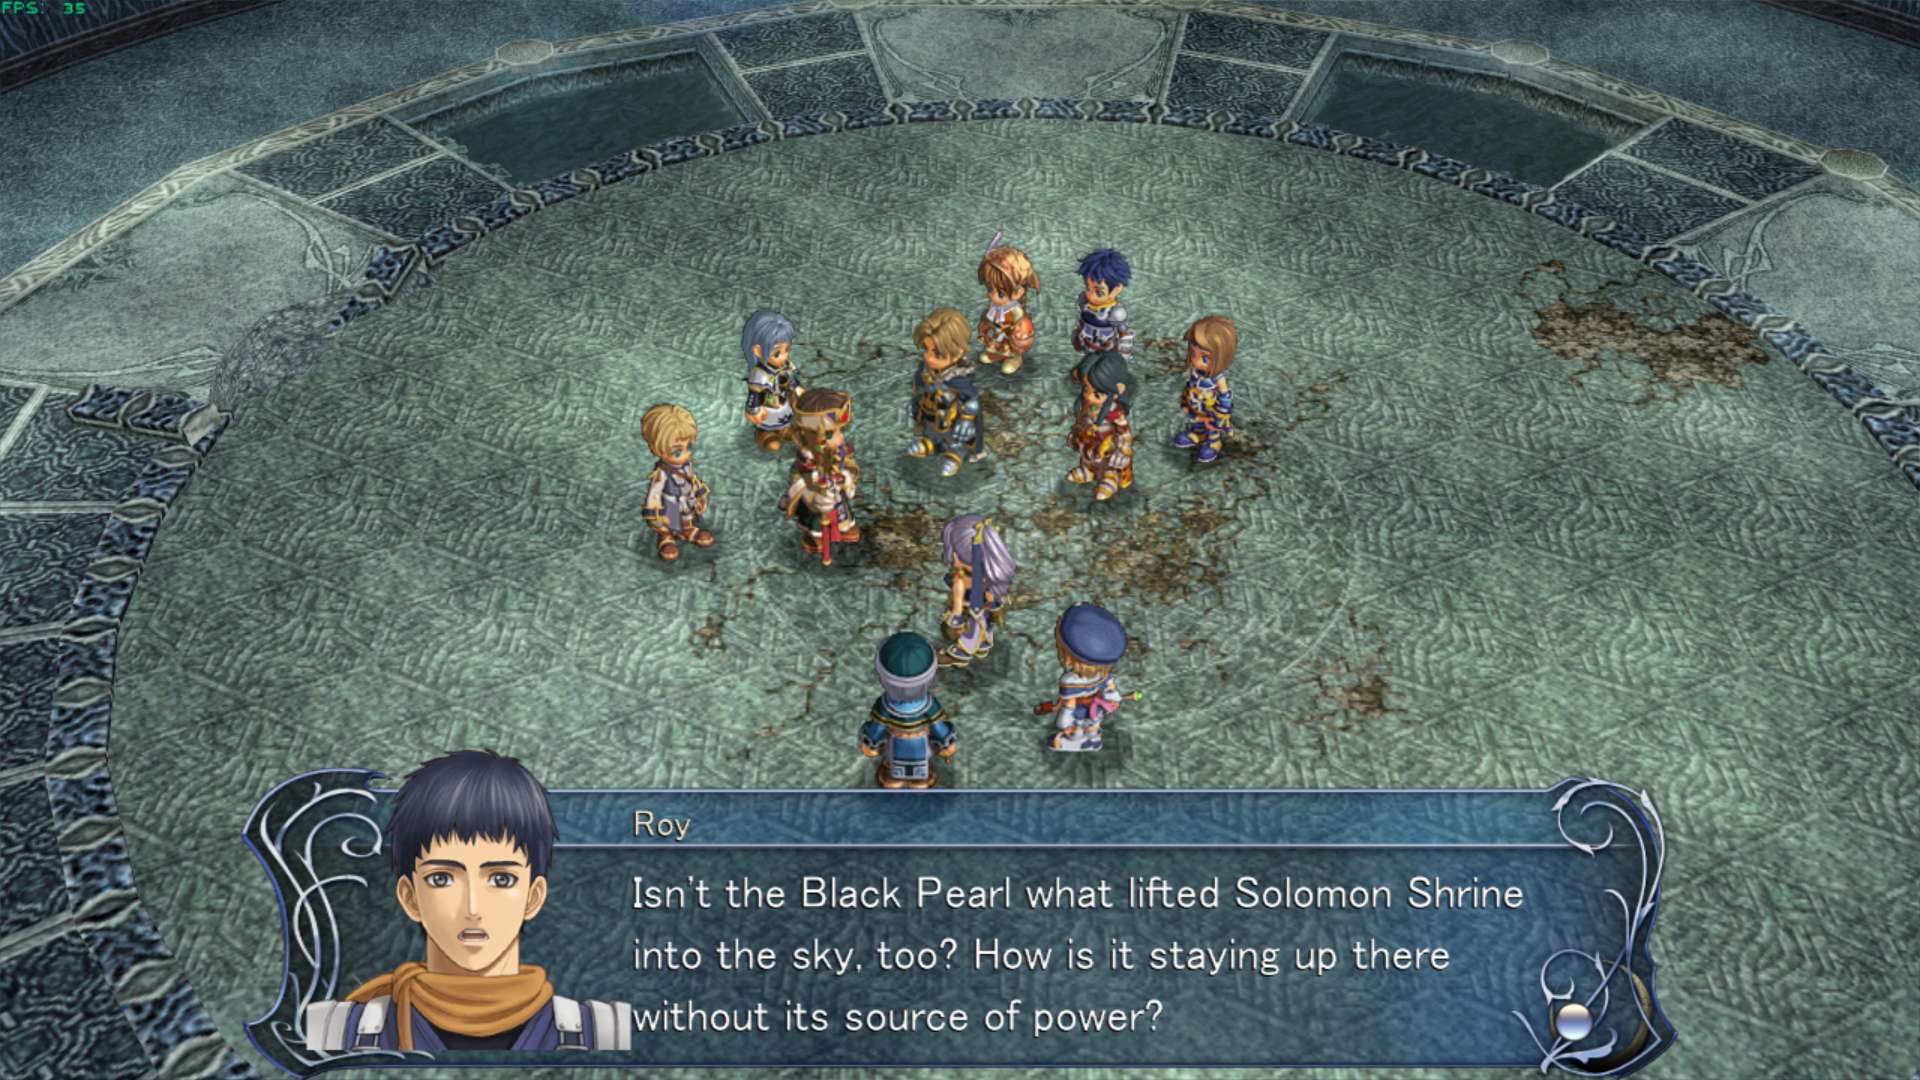 FPS: 35
Roy
Isn't the Black Pearl what lifted Solomon Shrine
into the sky, too? How is it staying up there
without its source of power?